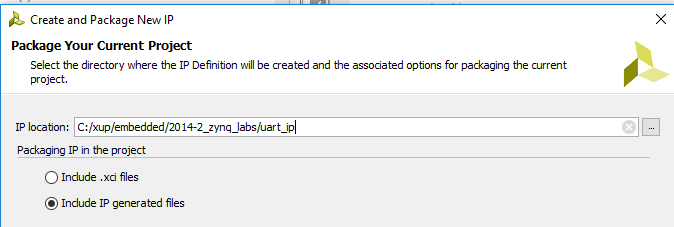 Create and Package New IP
Package Your Current Project
Select the directory where the IP Definition will be created and the associated options for packaging the current
project.
IP location: C:/xup/embedded/2014-2_zynq_labs/uart_ip
...
Packaging IP in the project
Include .xci files
Include IP generated files